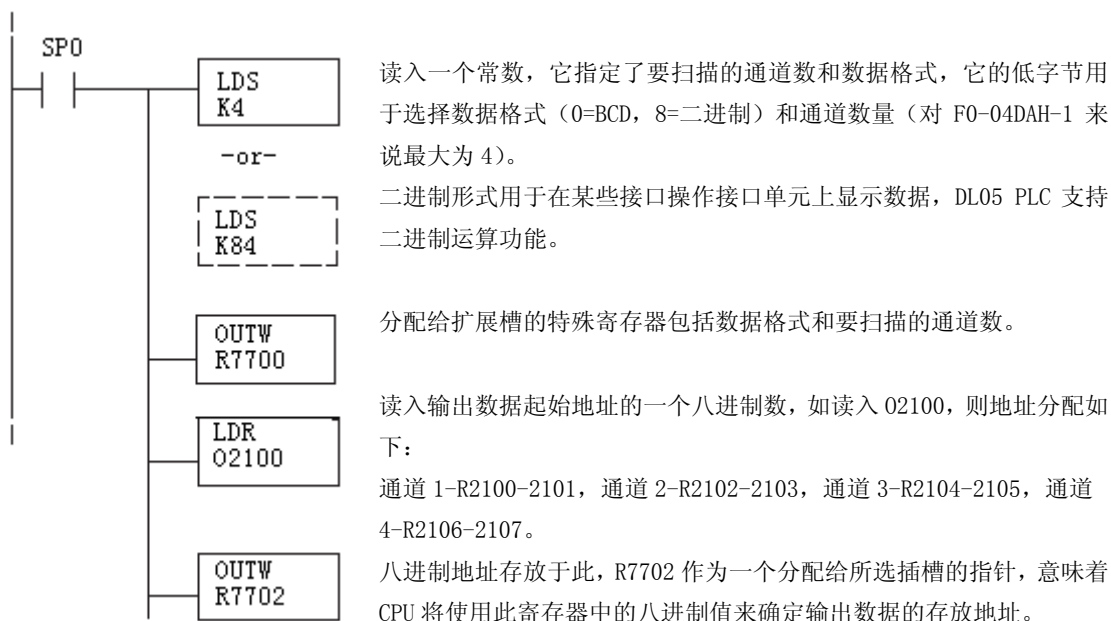 SP0
LDS
K4
读入一个常数，它指定了要扫描的通道数和数据格式，它的低字节用
于选择数据格式（0=BCD，8=二进制）和通道数量（对 F0-04DAH-1 来
说最大为 4）。
-or-
LDS
K84
二进制形式用于在某些接口操作接口单元上显示数据，DL05 PLC 支持
二进制运算功能。
OUTW
R7700
分配给扩展槽的特殊寄存器包括数据格式和要扫描的通道数。
LDR
O2100
读入输出数据起始地址的一个八进制数，如读入 O2100，则地址分配如
下：
通道 1-R2100-2101，通道 2-R2102-2103，通道 3-R2104-2105，通道
4-R2106-2107。
OUTW
R7702
八进制地址存放于此，R7702 作为一个分配给所选插槽的指针，意味着
CPU 将使用此寄存器中的八进制值来确定输出数据的存放地址。